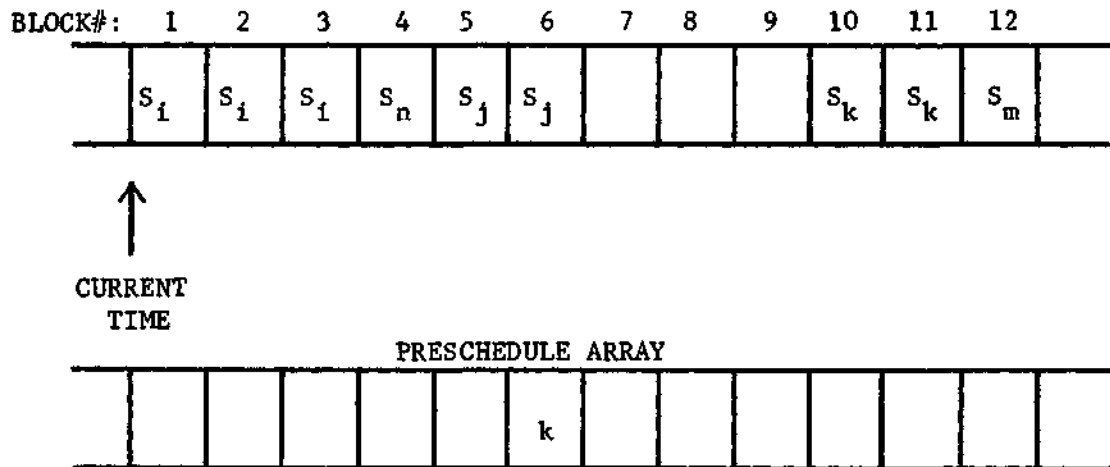 BLOCK#: 1 2 3 4 5 6 7 8 9 10 11 12
S_i S_i S_i S_n S_j S_j S_k S_k S_m
CURRENT
TIME
PRESCHEDULE ARRAY
k